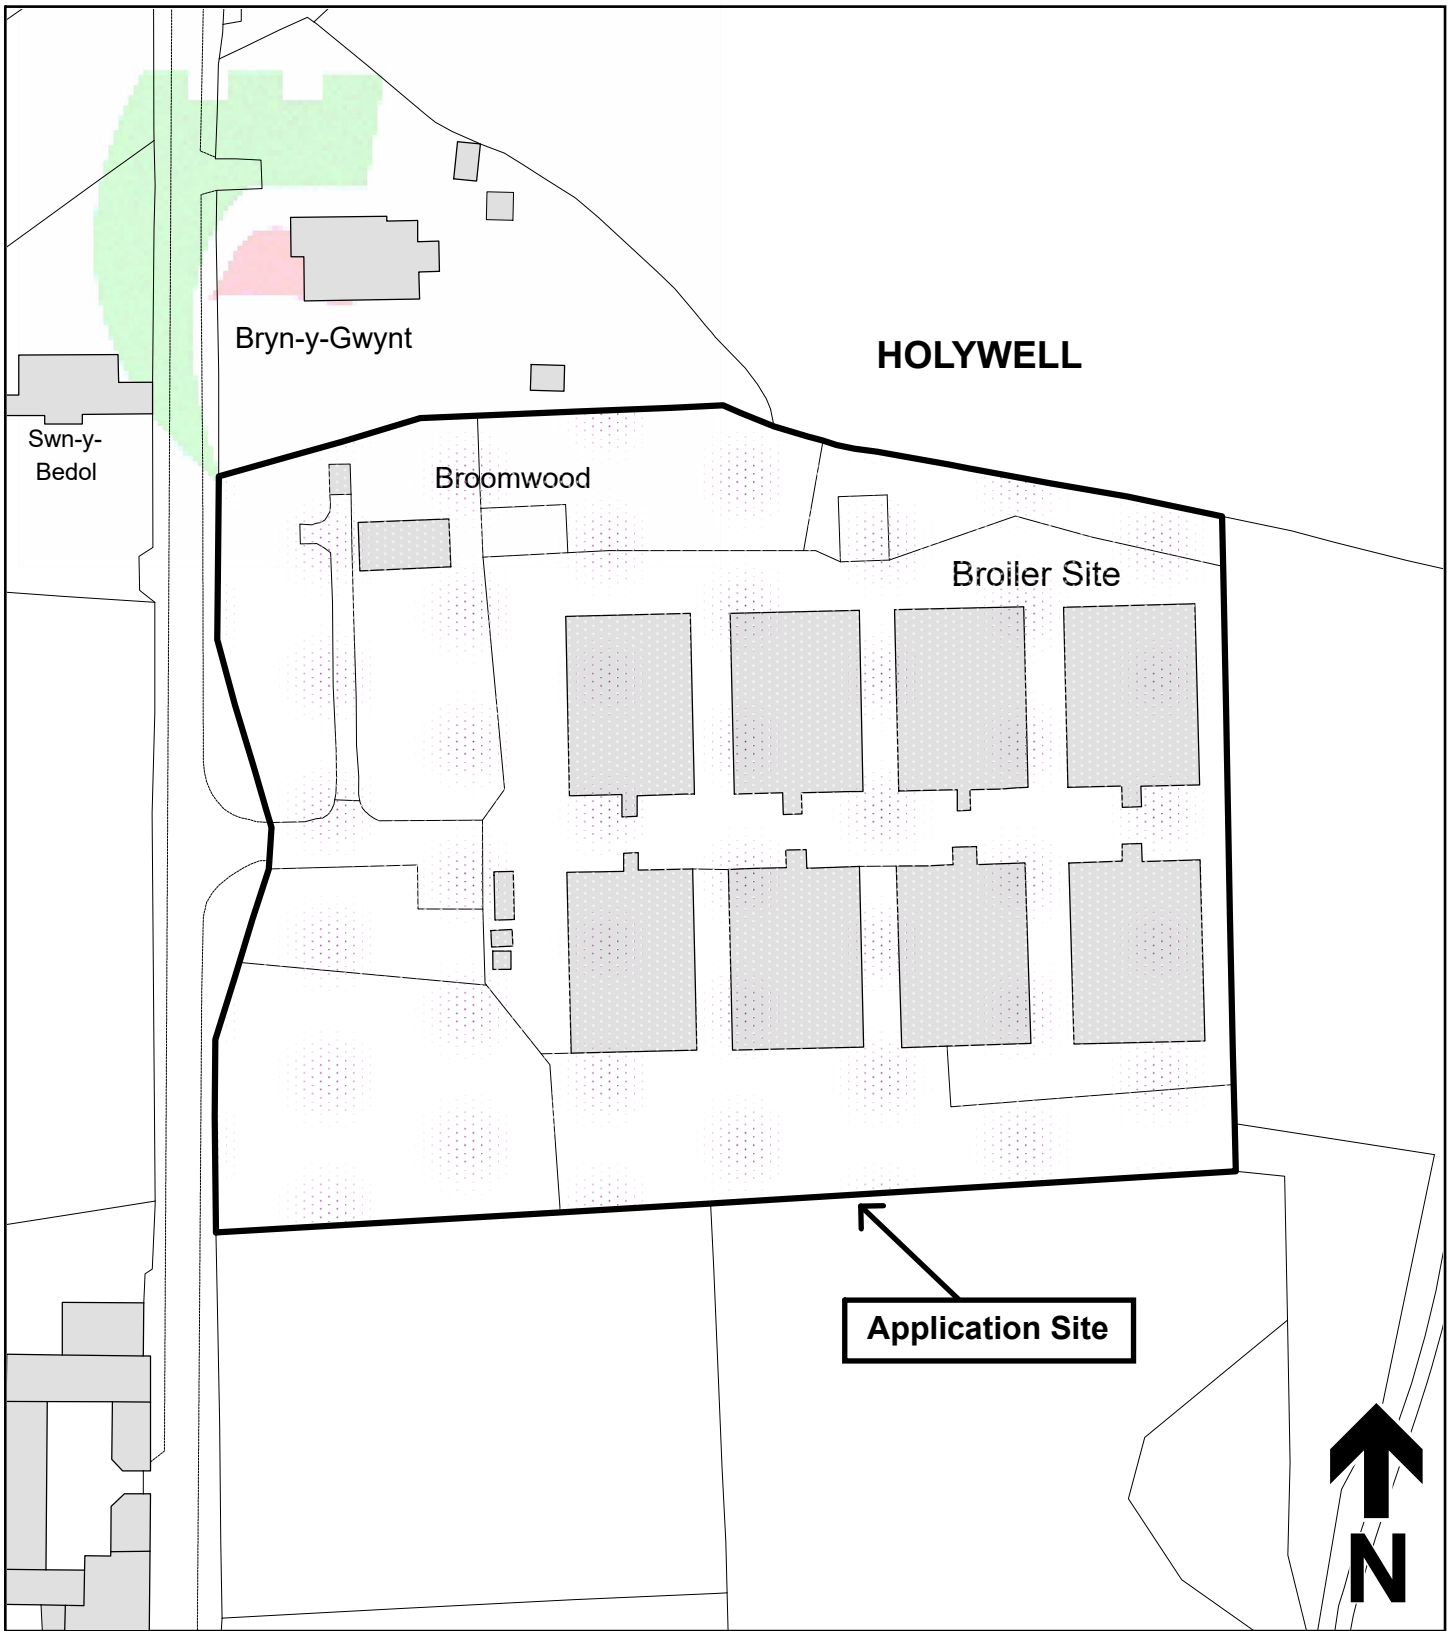 Bryn-y-Gwynt
HOLYWELL
Swn-y-
Bedol
Broomwood
Broiler Site
Application Site
N